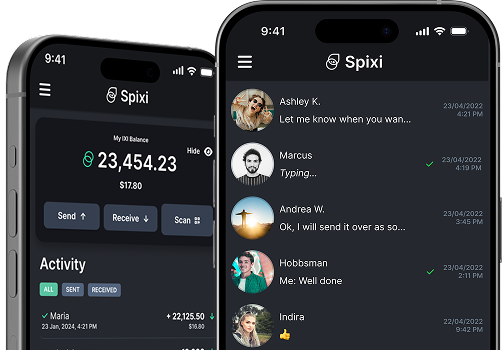 9:41
Spixi
My IXI Balance
Hide
23,454.23
$17.80
Send ↑
Receive ↓
Scan
Activity
ALL
SENT
RECEIVED
✓ Maria
+ 22,125.50 ↓
23 Jan, 2024, 4:21 PM
$16.80
9:41
Spixi
Ashley K.
23/04/2022
Let me know when you wan...
4:21 PM
Marcus
✓ 23/04/2022
Typing...
4:19 PM
Andrea W.
23/04/2022
Ok, I will send it over as so...
3:45 PM
Hobbsman
✓ 23/04/2022
Me: Well done
2:11 PM
Indira
22/04/2022
👍
9:42 PM